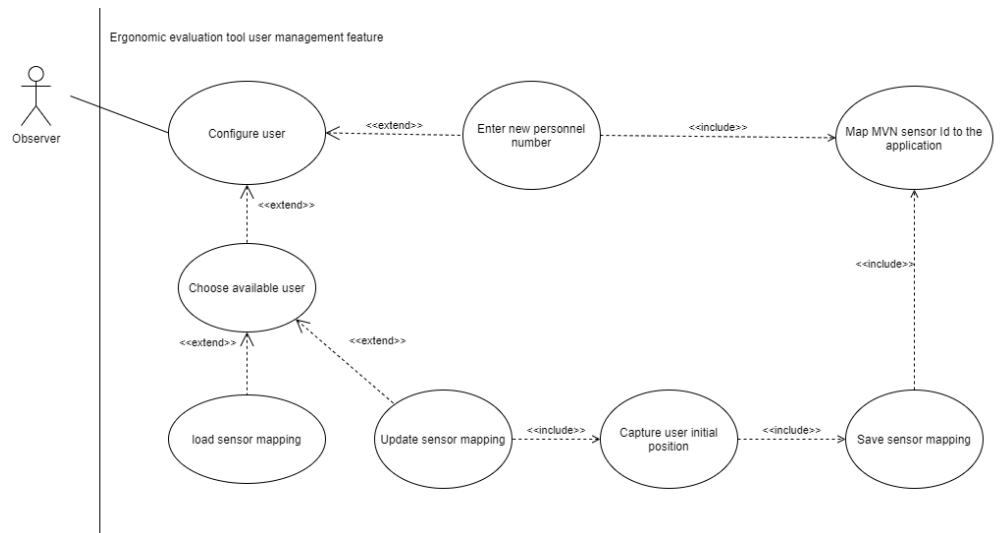 Ergonomic evaluation tool user management feature
Observer
Configure user
<<extend>>
Enter new personnel
number
<<include>>
Map MVN sensor Id to the
application
<<extend>>
Choose available user
<<include>>
<<extend>>
<<extend>>
load sensor mapping
Update sensor mapping
<<include>>
Capture user initial
position
<<include>>
Save sensor mapping